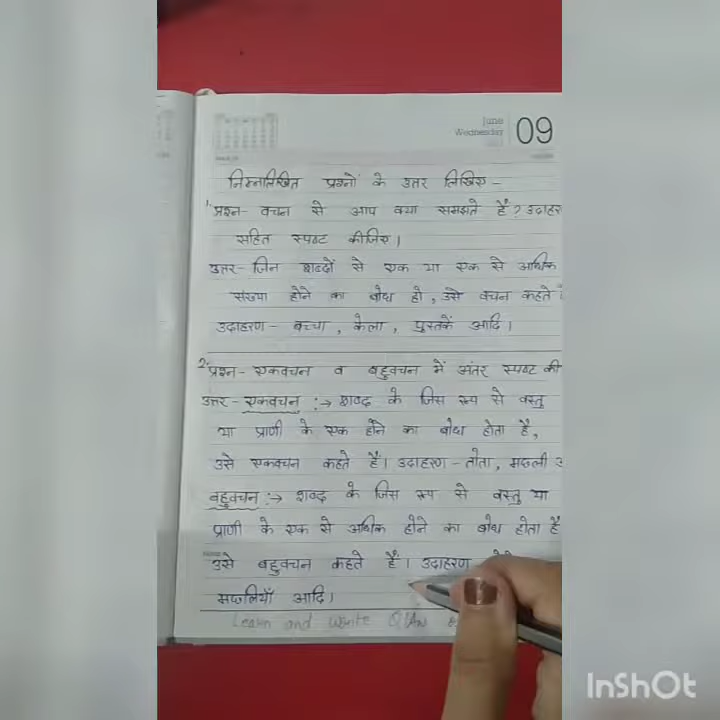 June
Wednesday
09
निम्नलिखित प्रश्नों के उत्तर लिखिए -
1. प्रश्न - वचन से आप क्या समझते हैं ? उदाहर
सहित स्पष्ट कीजिए।
उत्तर - जिन शब्दों से एक या एक से अधिक
संख्या होने का बोध हो, उसे वचन कहते
उदाहरण - बच्चा, केला, पुस्तकें आदि।
2. प्रश्न - एकवचन व बहुवचन में अंतर स्पष्ट की
उत्तर - एकवचन :→ शब्द के जिस रूप से वस्तु
या प्राणी के एक होने का बोध होता है,
उसे एकवचन कहते हैं। उदाहरण - तोता, मछली
बहुवचन :→ शब्द के जिस रूप से वस्तु या
प्राणी के एक से अधिक होने का बोध होता है
उसे बहुवचन कहते हैं। उदाहरण
मछलियाँ आदि।
Learn and Write Q/Ans
InShOt